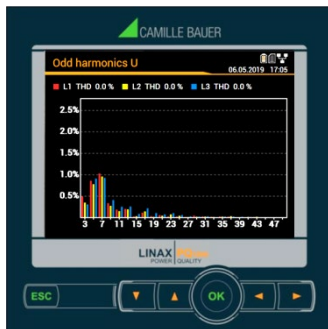 CAMILLE BAUER
Odd harmonics U
06.05.2019 17:05
L1 THD 0.0 % L2 THD 0.0 % L3 THD 0.0 %
2.5%
2.0%
1.5%
1.0%
0.5%
3 7 11 15 19 23 27 31 35 39 43 47
LINAX
POWER QUALITY
ESC
OK